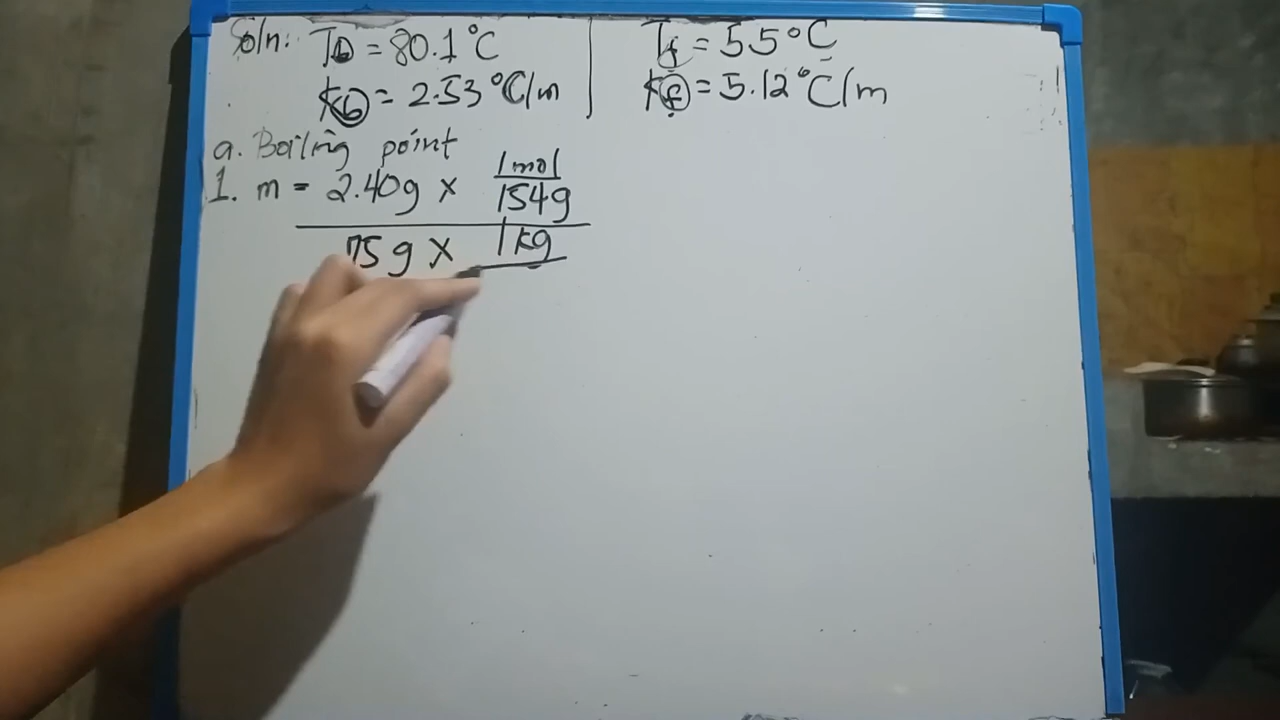 Soln: Tb = 80.1°C
Kb = 2.53 °C/m
Tf = 5.5°C
Kf = 5.12°C/m
a. Boiling point
1. m = 2.40g x 1mol
154g
75g x 1kg